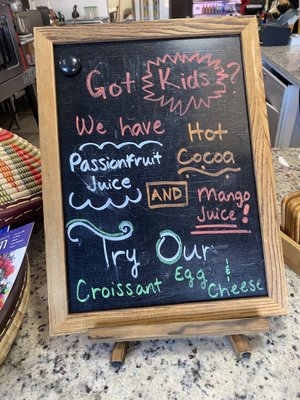 Got Kids?
We have
Passionfruit Juice
Hot Cocoa
AND
Mango Juice!
Try Our
Croissant Egg & Cheese